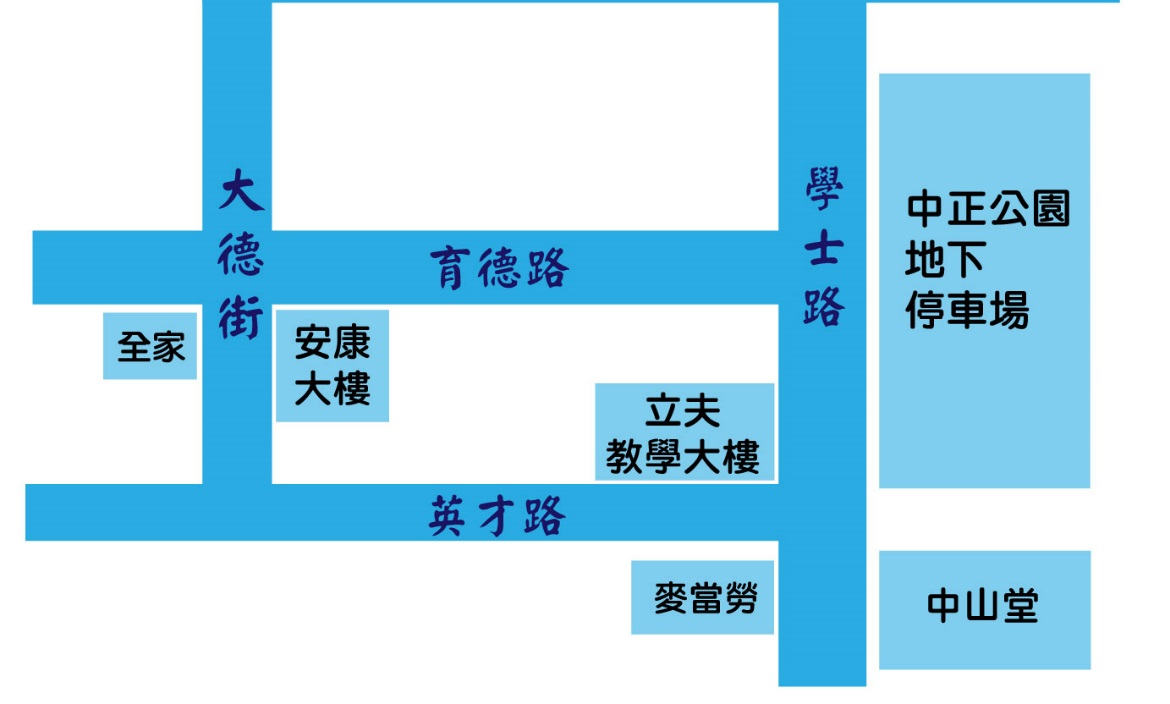 大德街
學士路
中正公園
地下
停車場
育德路
全家
安康
大樓
立夫
教學大樓
英才路
麥當勞
中山堂